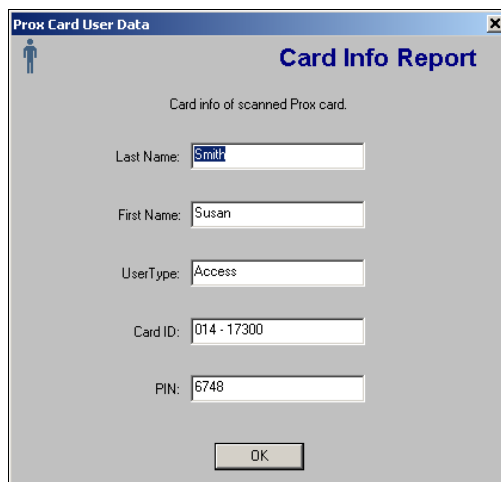 Prox Card User Data
Card Info Report
Card info of scanned Prox card.
Last Name: Smith
First Name: Susan
UserType: Access
Card ID: 014 - 17300
PIN: 6748
OK